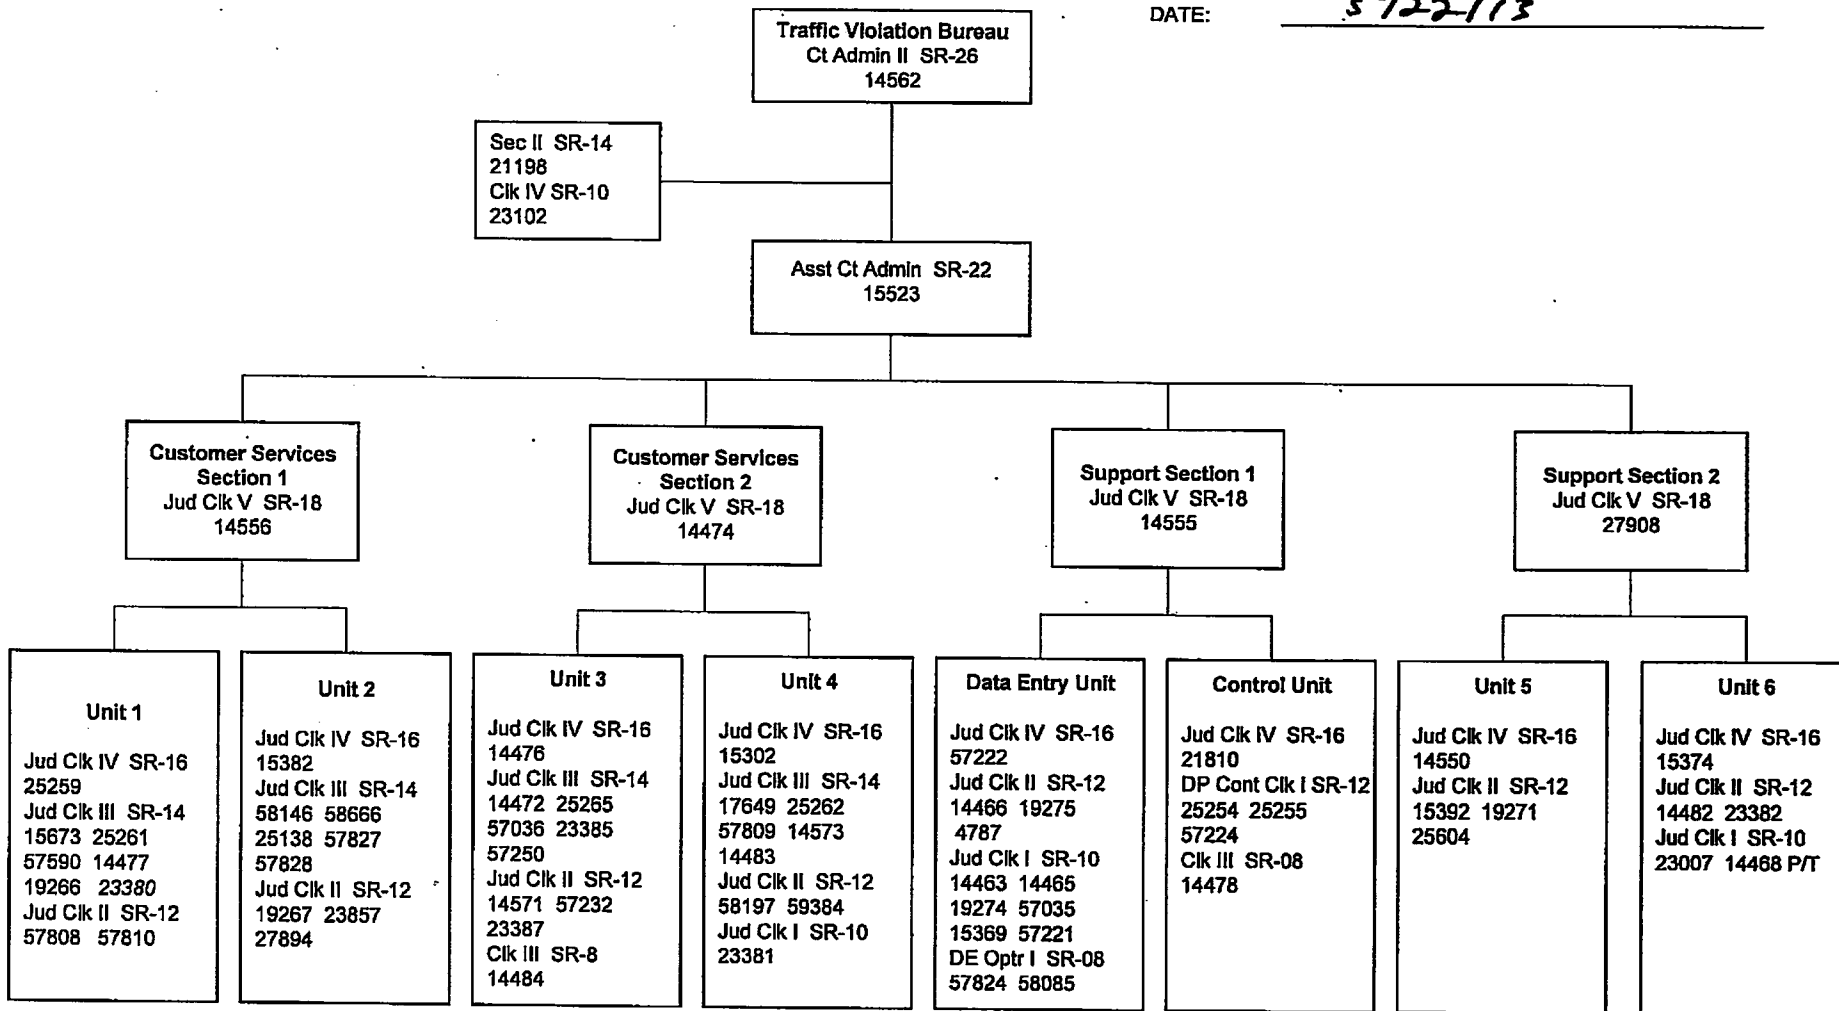 DATE: 5/22/13
Traffic Violation Bureau
Ct Admin II SR-26
14562
Sec II SR-14
21198
Clk IV SR-10
23102
Asst Ct Admin SR-22
15523
Customer Services
Section 1
Jud Clk V SR-18
14556
Customer Services
Section 2
Jud Clk V SR-18
14474
Support Section 1
Jud Clk V SR-18
14555
Support Section 2
Jud Clk V SR-18
27908
Unit 1
Jud Clk IV SR-16
25259
Jud Clk III SR-14
15673 25261
57590 14477
19266 23380
Jud Clk II SR-12
57808 57810
Unit 2
Jud Clk IV SR-16
15382
Jud Clk III SR-14
58146 58666
25138 57827
57828
Jud Clk II SR-12
19267 23857
27894
Unit 3
Jud Clk IV SR-16
14476
Jud Clk III SR-14
14472 25265
57036 23385
57250
Jud Clk II SR-12
14571 57232
23387
Clk III SR-8
14484
Unit 4
Jud Clk IV SR-16
15302
Jud Clk III SR-14
17649 25262
57809 14573
14483
Jud Clk II SR-12
58197 59384
Jud Clk I SR-10
23381
Data Entry Unit
Jud Clk IV SR-16
57222
Jud Clk II SR-12
14466 19275
4787
Jud Clk I SR-10
14463 14465
19274 57035
15369 57221
DE Optr I SR-08
57824 58085
Control Unit
Jud Clk IV SR-16
21810
DP Cont Clk I SR-12
25254 25255
57224
Clk III SR-08
14478
Unit 5
Jud Clk IV SR-16
14550
Jud Clk II SR-12
15392 19271
25604
Unit 6
Jud Clk IV SR-16
15374
Jud Clk II SR-12
14482 23382
Jud Clk I SR-10
23007 14468 P/T